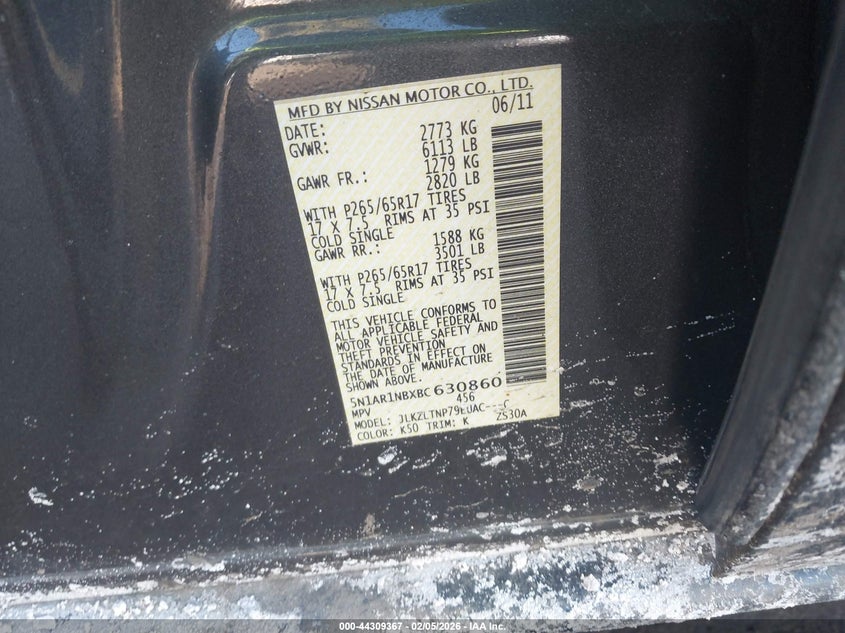 MFD BY NISSAN MOTOR CO., LTD.
DATE: 06/11
GVWR: 2773 KG
6113 LB
GAWR FR.: 1279 KG
2820 LB
WITH P265/65R17 TIRES
17 X 7.5 RIMS AT 35 PSI
COLD SINGLE
GAWR RR.: 1588 KG
3501 LB
WITH P265/65R17 TIRES
17 X 7.5 RIMS AT 35 PSI
COLD SINGLE
THIS VEHICLE CONFORMS TO
ALL APPLICABLE FEDERAL
MOTOR VEHICLE SAFETY AND
THEFT PREVENTION
STANDARDS IN EFFECT ON
THE DATE OF MANUFACTURE
SHOWN ABOVE.
5N1AR1NBXBC630860
MPV 456
MODEL: JLKZLTNP79EUAC---C
COLOR: K50 TRIM: K ZS30A
000-44309367 - 02/05/2026 - IAA Inc.